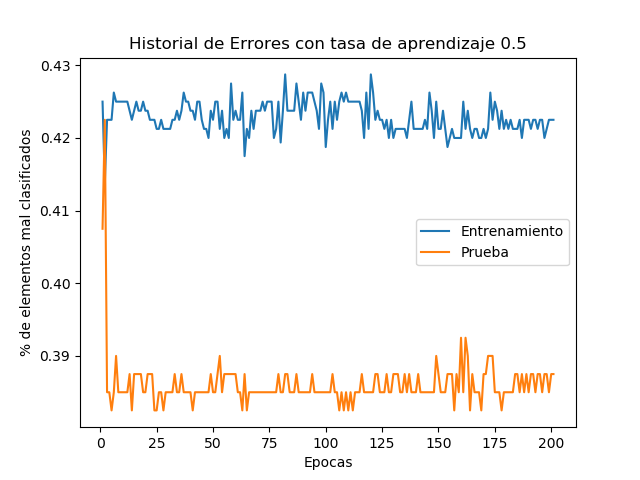 Historial de Errores con tasa de aprendizaje 0.5
% de elementos mal clasificados
0.43
0.42
0.41
0.40
0.39
Entrenamiento
Prueba
0 25 50 75 100 125 150 175 200
Epocas